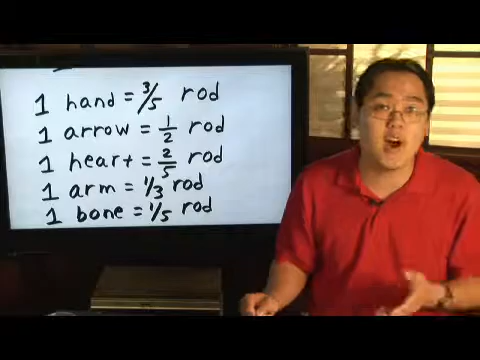 1 hand = 3/5 rod
1 arrow = 1/2 rod
1 heart = 2/5 rod
1 arm = 1/3 rod
1 bone = 1/5 rod